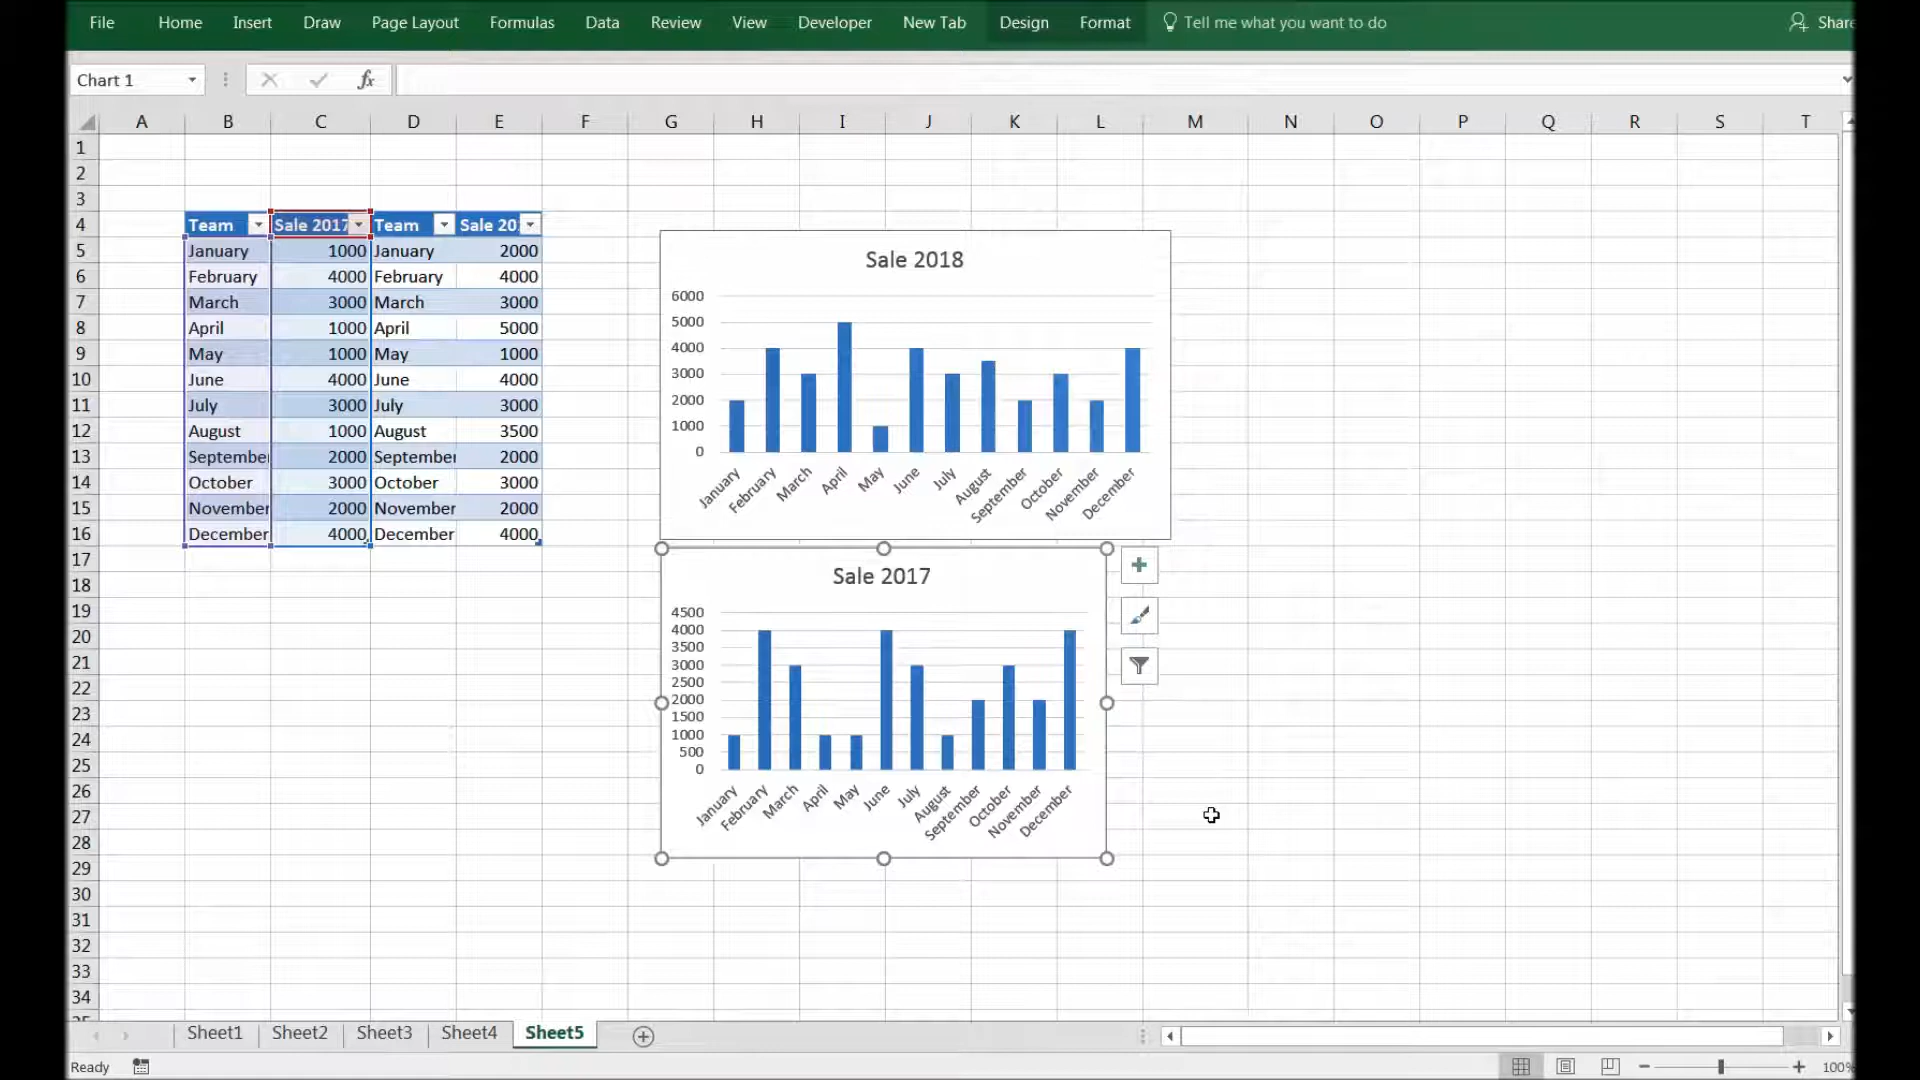 File Home Insert Draw Page Layout Formulas Data Review View Developer New Tab Design Format Tell me what you want to do Share
Chart 1 fx
A B C D E F G H I J K L M N O P Q R S T
1
2
3
4 Team Sale 2017 Team Sale 20
5 January 1000 January 2000
6 February 4000 February 4000
7 March 3000 March 3000
8 April 1000 April 5000
9 May 1000 May 1000
10 June 4000 June 4000
11 July 3000 July 3000
12 August 1000 August 3500
13 September 2000 September 2000
14 October 3000 October 3000
15 November 2000 November 2000
16 December 4000 December 4000
17
18
19
20
21
22
23
24
25
26
27
28
29
30
31
32
33
34
Sale 2018
6000
5000
4000
3000
2000
1000
0
January February March April May June July August September October November December
Sale 2017
4500
4000
3500
3000
2500
2000
1500
1000
500
0
January February March April May June July August September October November December
Sheet1 Sheet2 Sheet3 Sheet4 Sheet5
Ready 100%